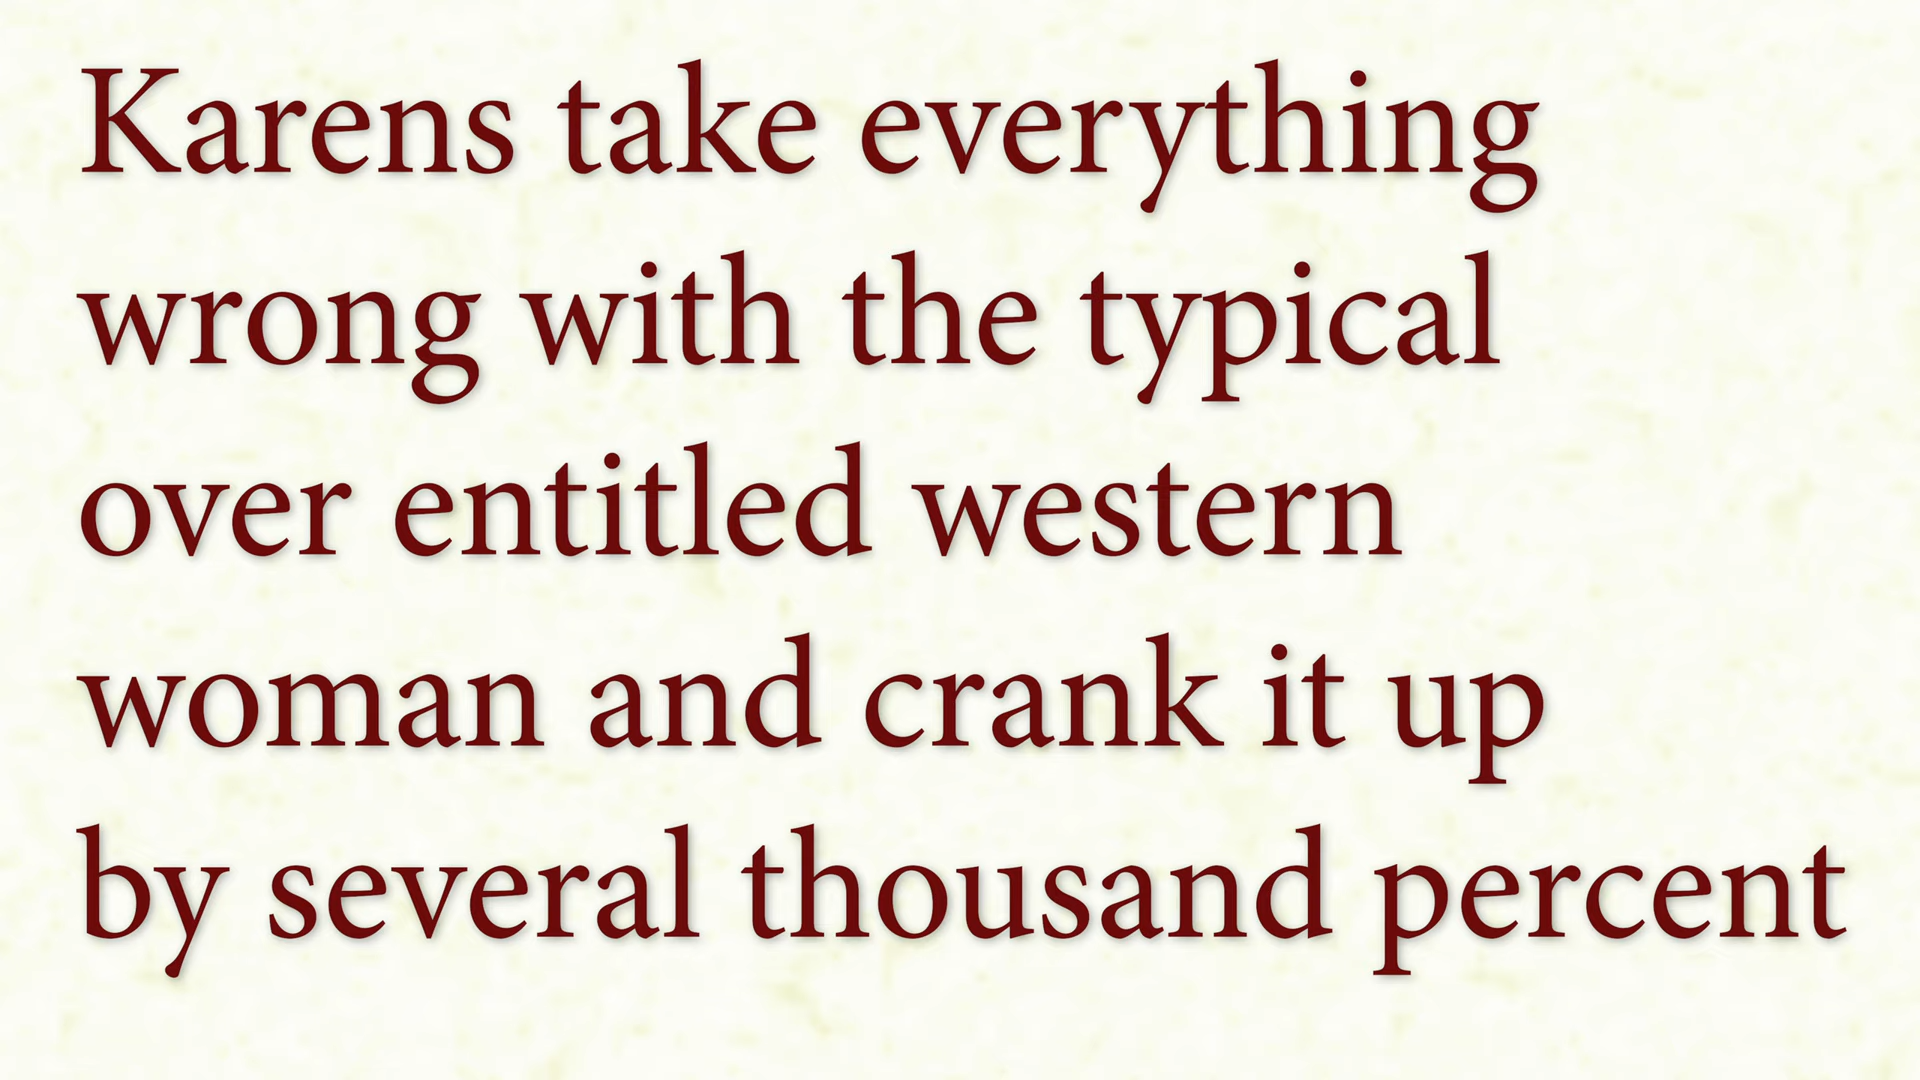 Karens take everything
wrong with the typical
over entitled western
woman and crank it up
by several thousand percent